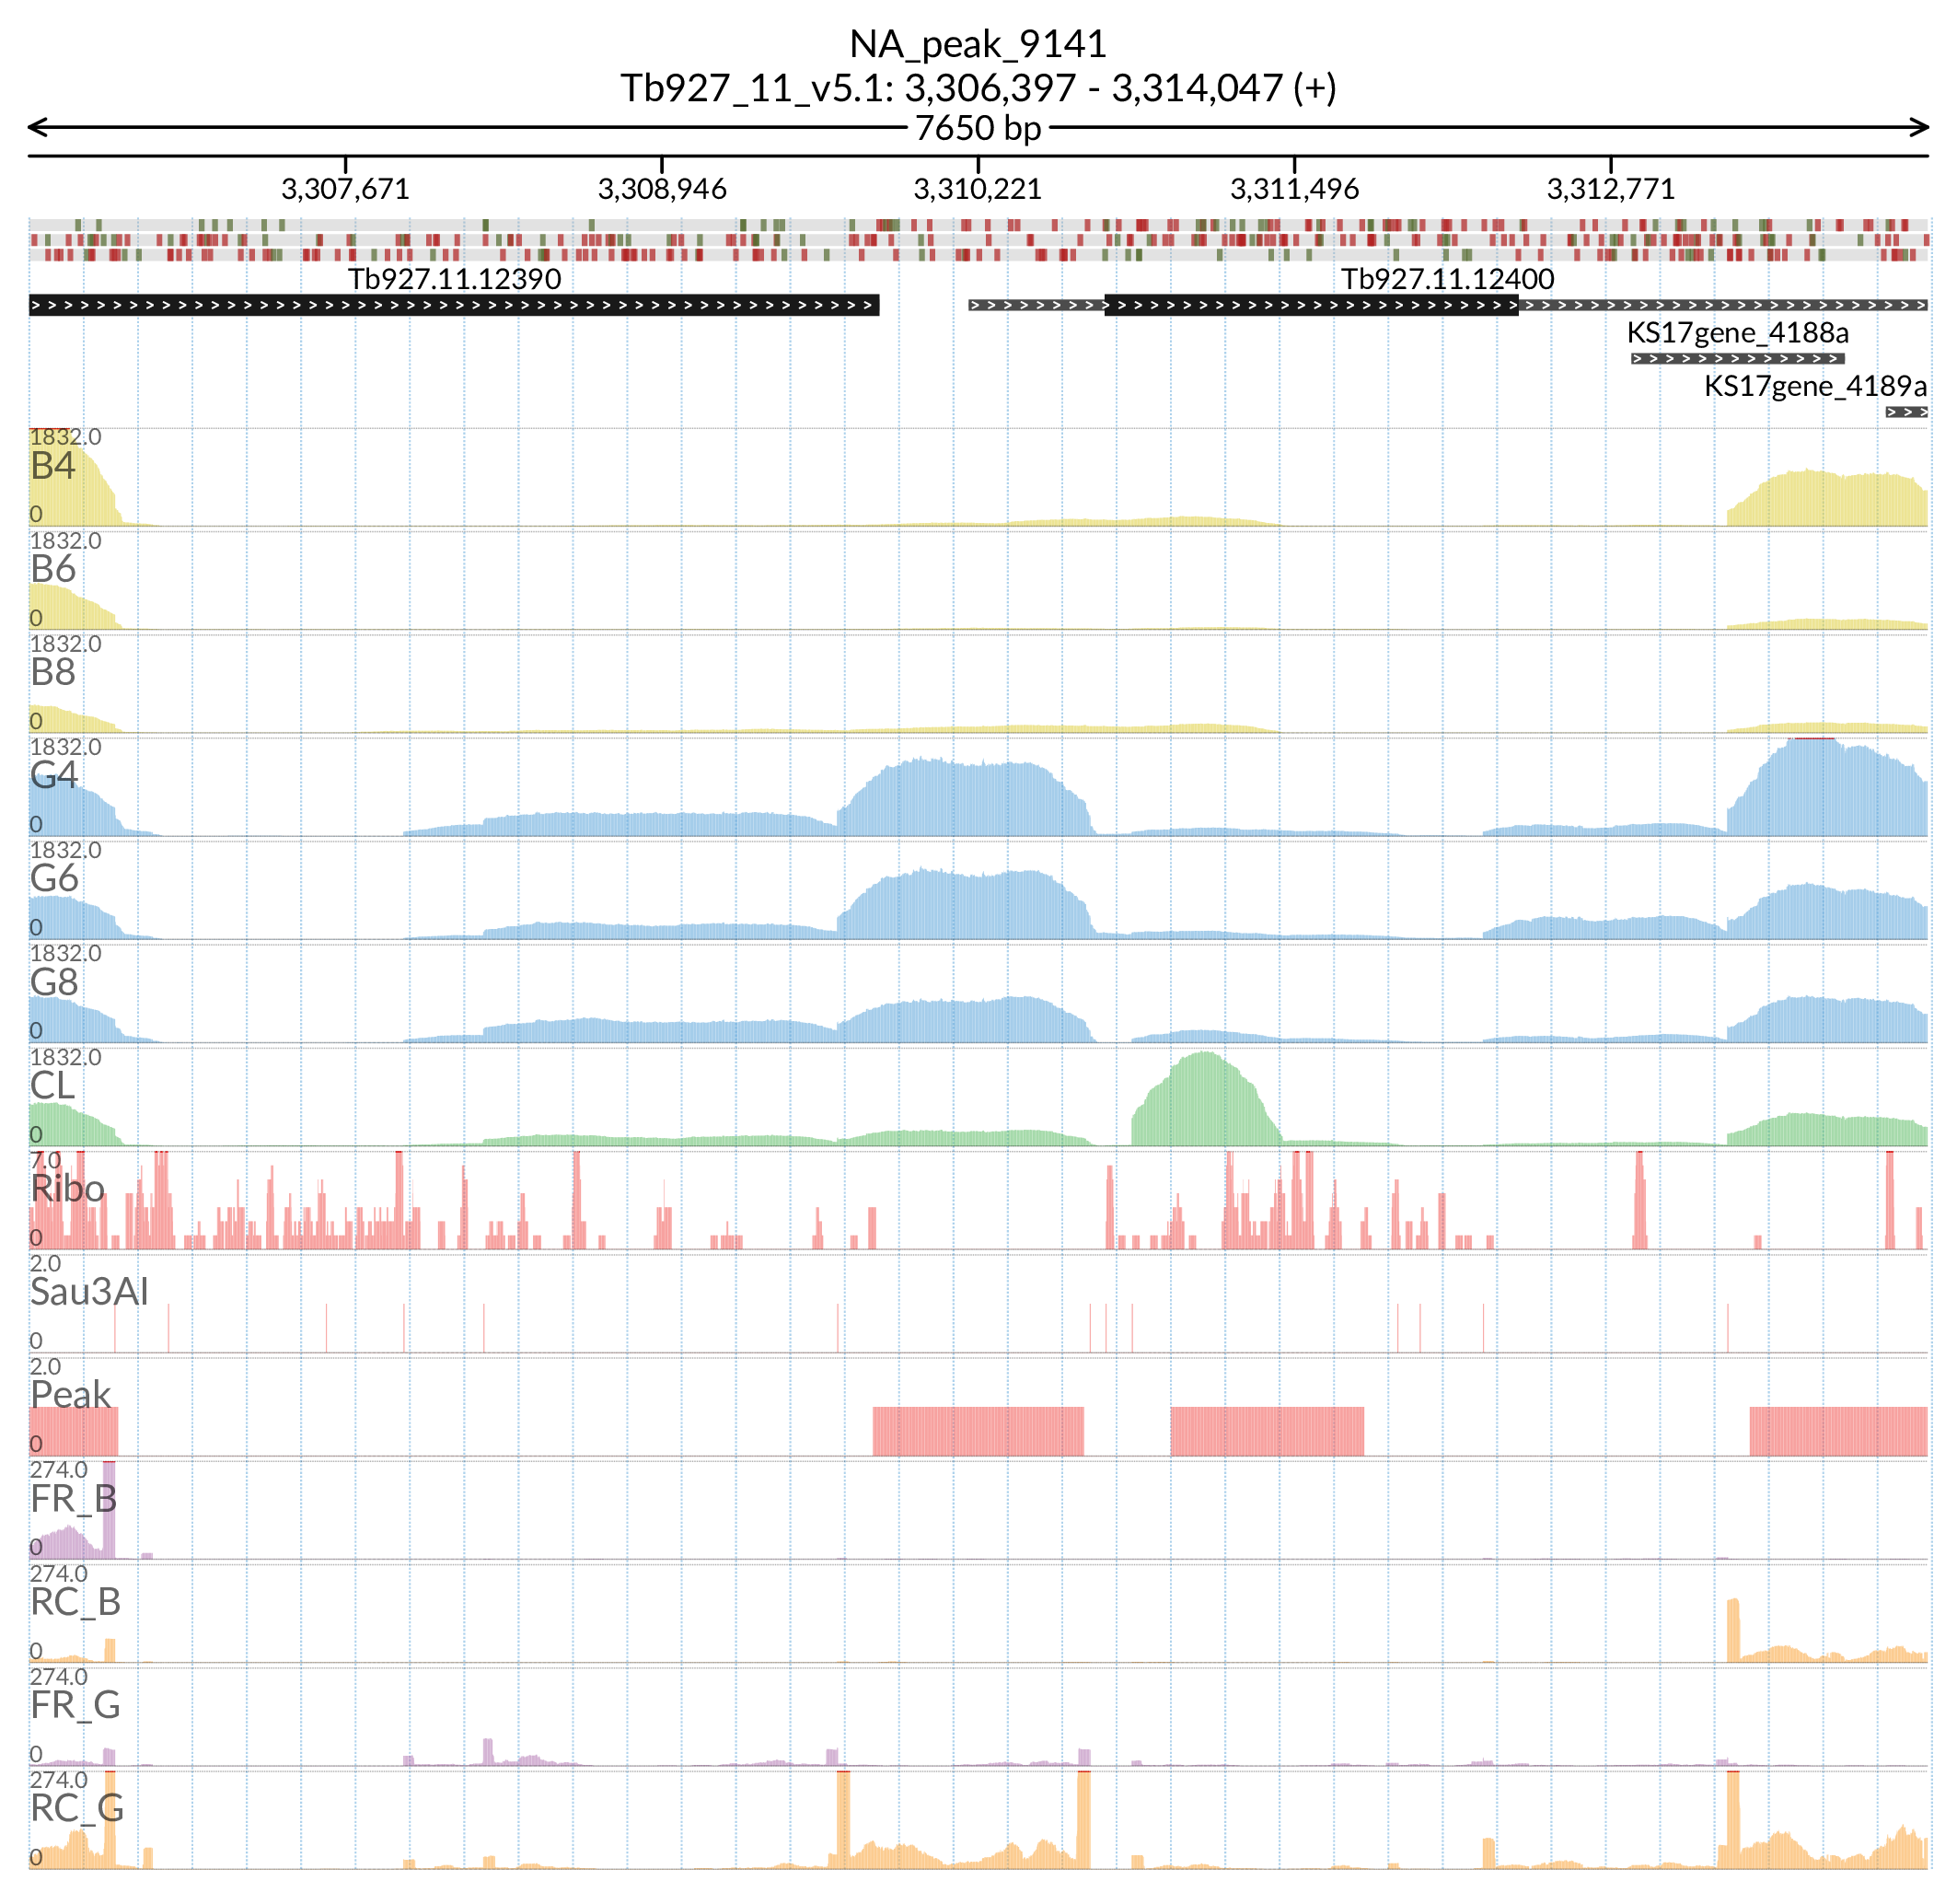 NA_peak_9141
Tb927_11_v5.1: 3,306,397 - 3,314,047 (+)
7650 bp
3,307,671 3,308,946 3,310,221 3,311,496 3,312,771
Tb927.11.12390 Tb927.11.12400
KS17gene_4188a
KS17gene_4189a
1832.0
B4
0
1832.0
B6
0
1832.0
B8
0
1832.0
G4
0
1832.0
G6
0
1832.0
G8
0
1832.0
CL
0
7.0
Ribo
0
2.0
Sau3AI
0
2.0
Peak
0
274.0
FR_B
0
274.0
RC_B
0
274.0
FR_G
0
274.0
RC_G
0